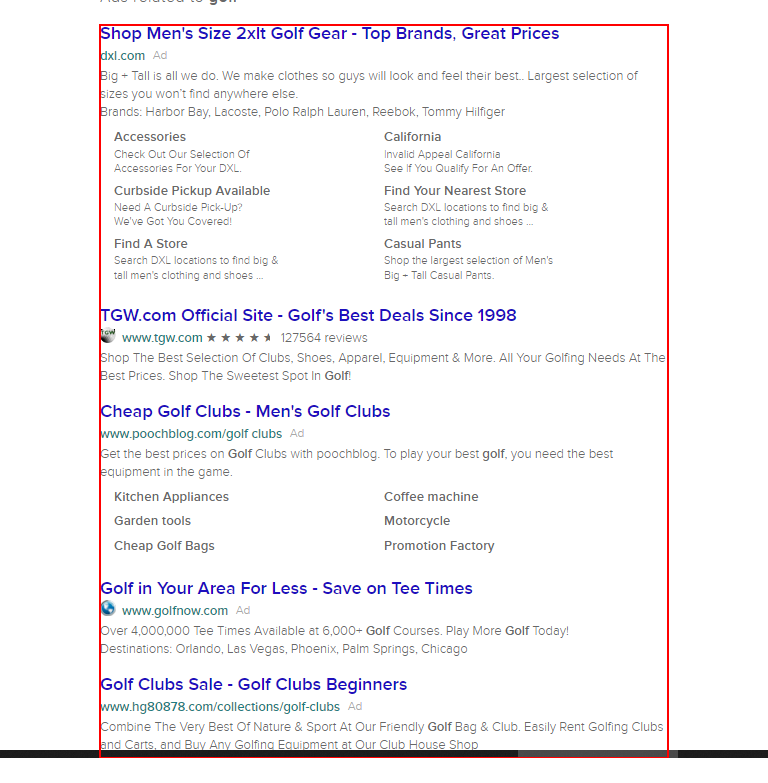 Ads related to golf
Shop Men's Size 2xlt Golf Gear - Top Brands, Great Prices
dxl.com Ad
Big + Tall is all we do. We make clothes so guys will look and feel their best.. Largest selection of
sizes you won't find anywhere else.
Brands: Harbor Bay, Lacoste, Polo Ralph Lauren, Reebok, Tommy Hilfiger
Accessories
Check Out Our Selection Of
Accessories For Your DXL.
California
Invalid Appeal California
See If You Qualify For An Offer.
Curbside Pickup Available
Need A Curbside Pick-Up?
We've Got You Covered!
Find Your Nearest Store
Search DXL locations to find big &
tall men's clothing and shoes ...
Find A Store
Search DXL locations to find big &
tall men's clothing and shoes ...
Casual Pants
Shop the largest selection of Men's
Big + Tall Casual Pants.
TGW.com Official Site - Golf's Best Deals Since 1998
TGW www.tgw.com ★ ★ ★ ★ 127564 reviews
Shop The Best Selection Of Clubs, Shoes, Apparel, Equipment & More. All Your Golfing Needs At The
Best Prices. Shop The Sweetest Spot In Golf!
Cheap Golf Clubs - Men's Golf Clubs
www.poochblog.com/golf clubs Ad
Get the best prices on Golf Clubs with poochblog. To play your best golf, you need the best
equipment in the game.
Kitchen Appliances
Coffee machine
Garden tools
Motorcycle
Cheap Golf Bags
Promotion Factory
Golf in Your Area For Less - Save on Tee Times
www.golfnow.com Ad
Over 4,000,000 Tee Times Available at 6,000+ Golf Courses. Play More Golf Today!
Destinations: Orlando, Las Vegas, Phoenix, Palm Springs, Chicago
Golf Clubs Sale - Golf Clubs Beginners
www.hg80878.com/collections/golf-clubs Ad
Combine The Very Best Of Nature & Sport At Our Friendly Golf Bag & Club. Easily Rent Golfing Clubs
and Carts, and Buy Any Golfing Equipment at Our Club House Shop